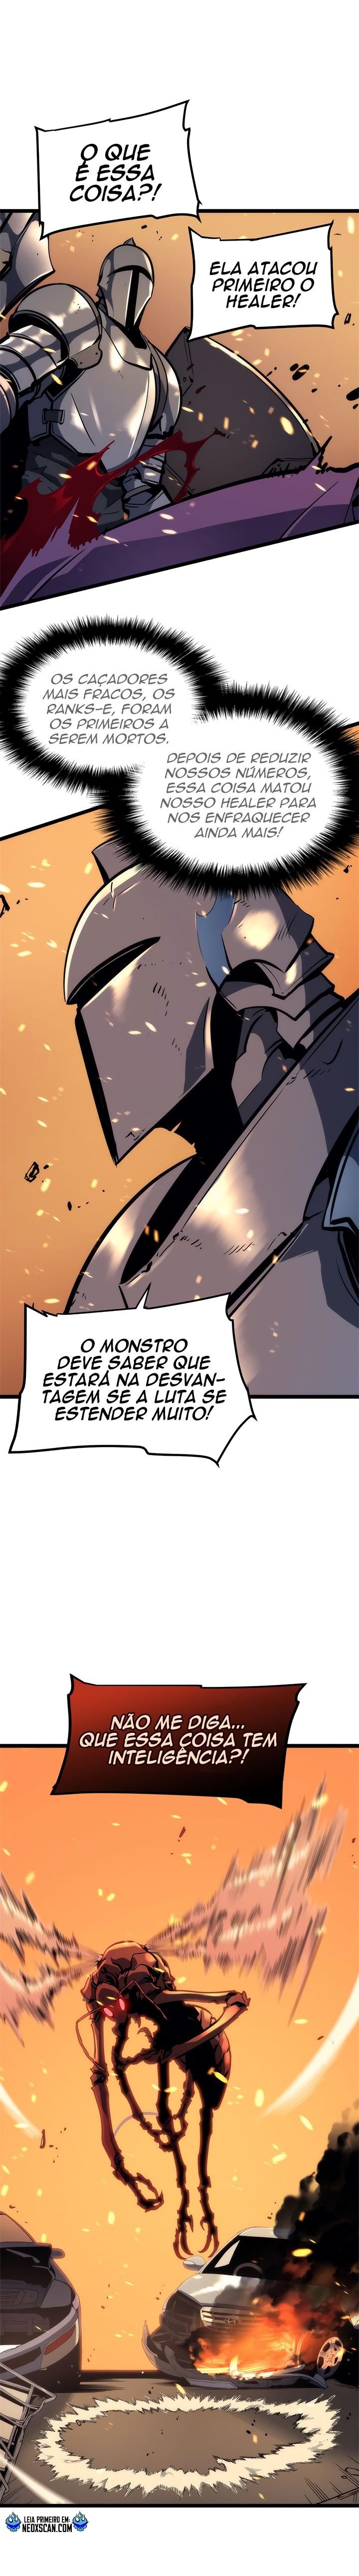 O QUE
É ESSA
COISA?!
ELA ATACOU
PRIMEIRO O
HEALER!
OS CAÇADORES
MAIS FRACOS, OS
RANKS-E, FORAM
OS PRIMEIROS A
SEREM MORTOS.
DEPOIS DE REDUZIR
NOSSOS NÚMEROS,
ESSA COISA MATOU
NOSSO HEALER PARA
NOS ENFRAQUECER
AINDA MAIS!
O MONSTRO
DEVE SABER QUE
ESTARÁ NA DESVAN-
TAGEM SE A LUTA SE
ESTENDER MUITO!
NÃO ME DIGA...
QUE ESSA COISA TEM
INTELIGÊNCIA?!
LEIA PRIMEIRO EM:
NEOXSCAN.COM